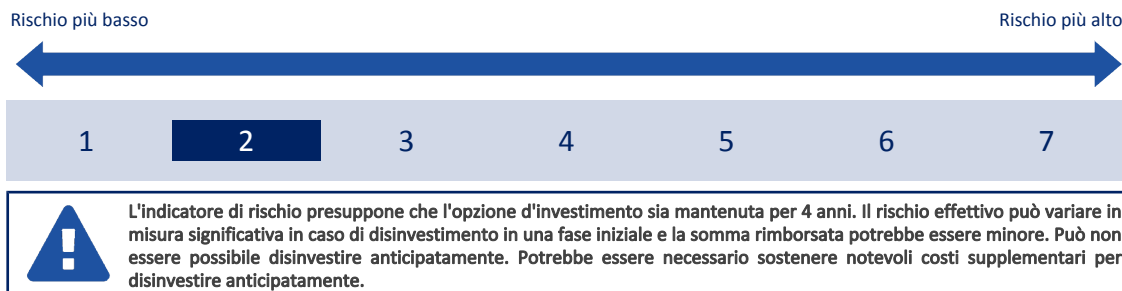 Rischio più basso Rischio più alto
1 2 3 4 5 6 7
L'indicatore di rischio presuppone che l'opzione d'investimento sia mantenuta per 4 anni. Il rischio effettivo può variare in
misura significativa in caso di disinvestimento in una fase iniziale e la somma rimborsata potrebbe essere minore. Può non
essere possibile disinvestire anticipatamente. Potrebbe essere necessario sostenere notevoli costi supplementari per
disinvestire anticipatamente.